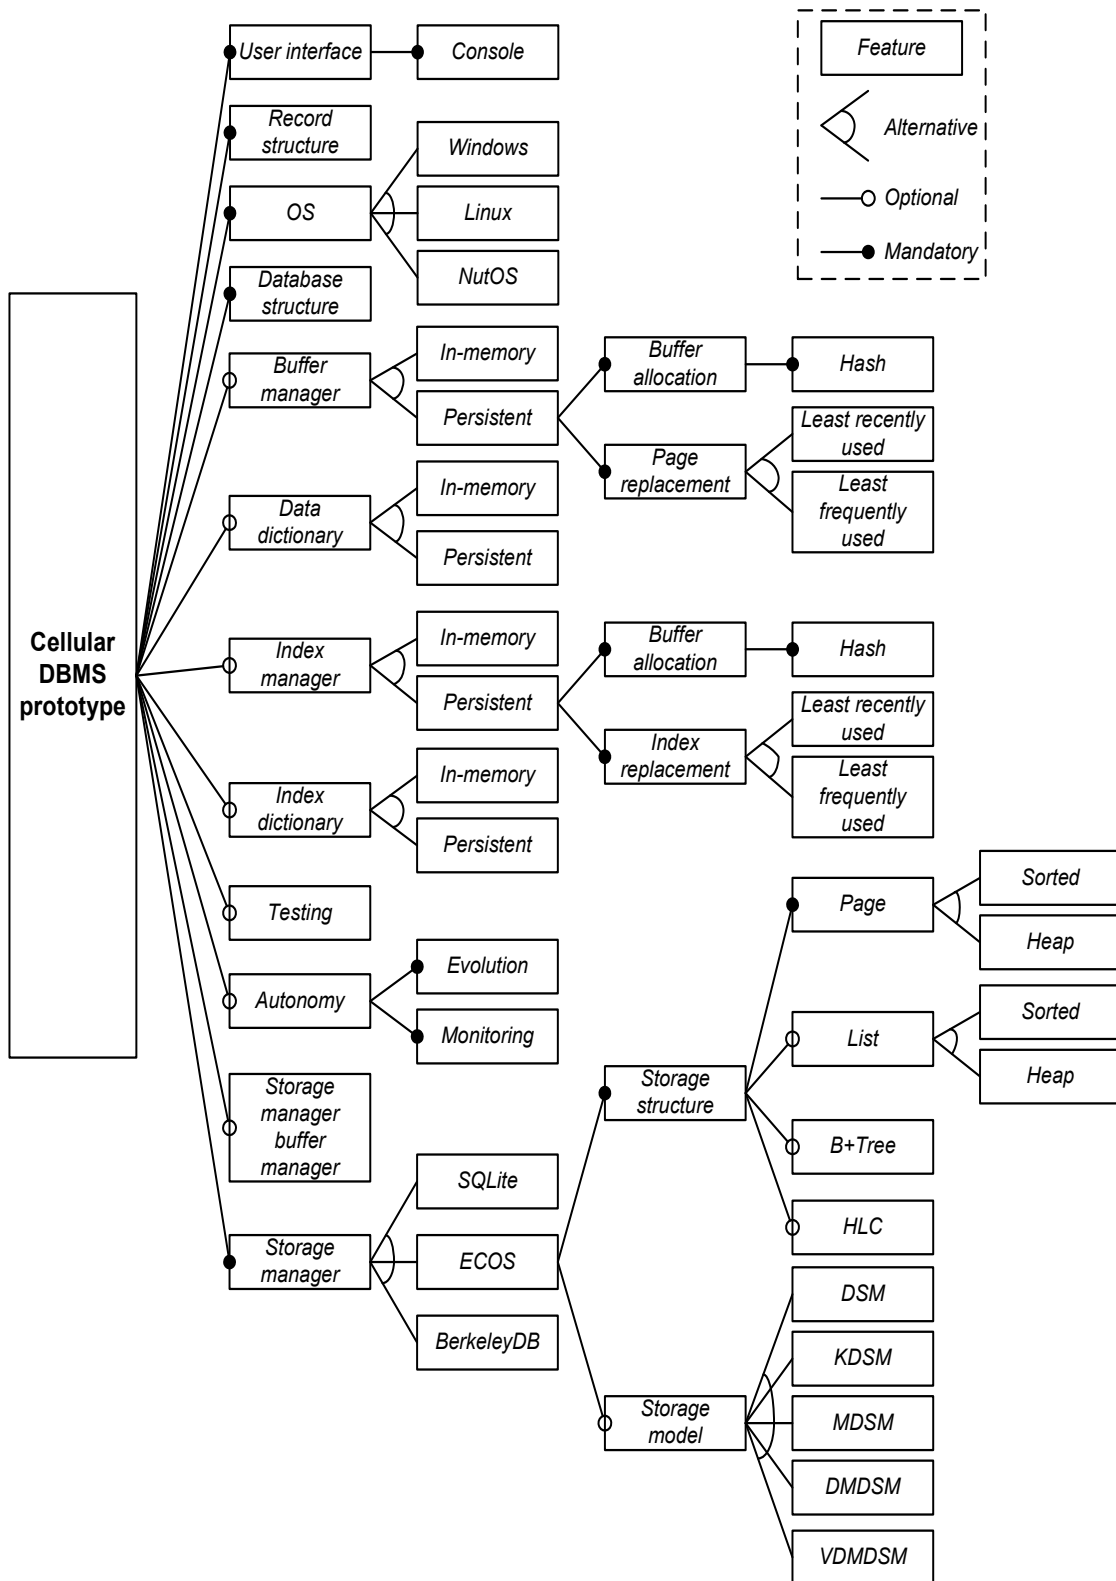 User interface
Console
Feature
Alternative
Optional
Mandatory
Record
structure
Windows
OS
Linux
NutOS
Database
structure
Buffer
manager
In-memory
Persistent
Buffer
allocation
Hash
Page
replacement
Least recently
used
Least
frequently
used
Data
dictionary
In-memory
Persistent
Cellular
DBMS
prototype
Index
manager
In-memory
Persistent
Buffer
allocation
Hash
Index
replacement
Least recently
used
Least
frequently
used
Index
dictionary
In-memory
Persistent
Testing
Autonomy
Evolution
Monitoring
Storage
manager
buffer
manager
Storage
manager
SQLite
ECOS
BerkeleyDB
Storage
structure
Page
Sorted
Heap
List
Sorted
Heap
B+Tree
HLC
Storage
model
DSM
KDSM
MDSM
DMDSM
VDMDSM